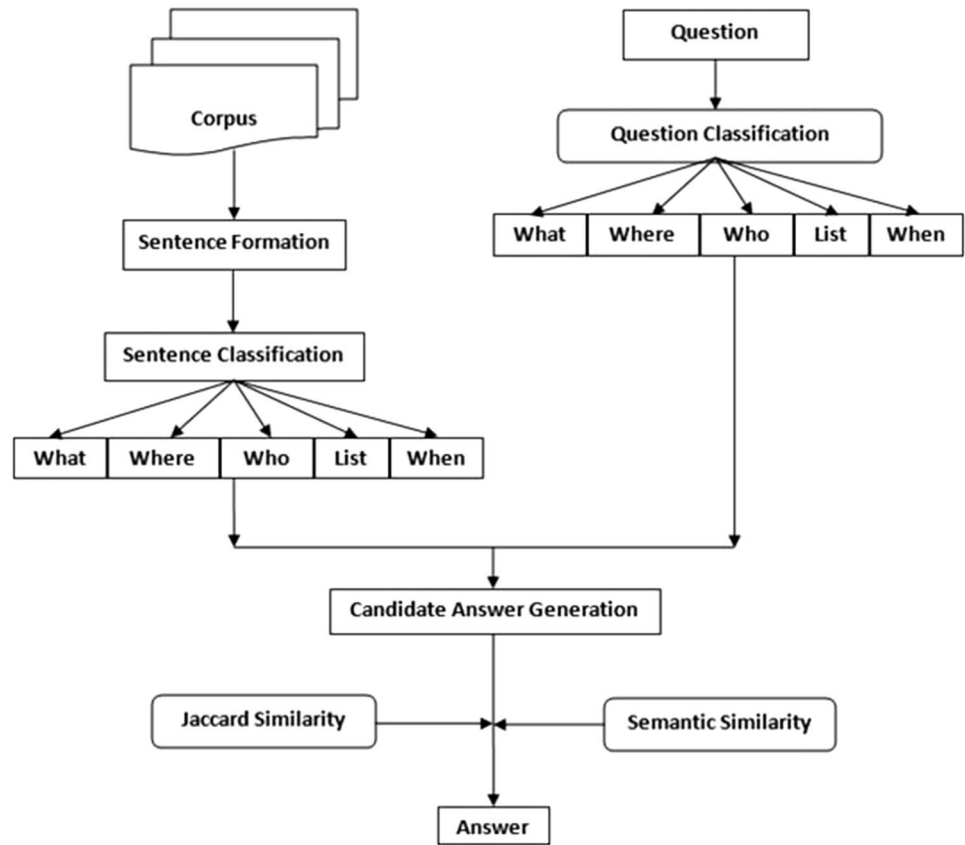 Corpus
Question
Question Classification
What Where Who List When
Sentence Formation
Sentence Classification
What Where Who List When
Candidate Answer Generation
Jaccard Similarity
Semantic Similarity
Answer